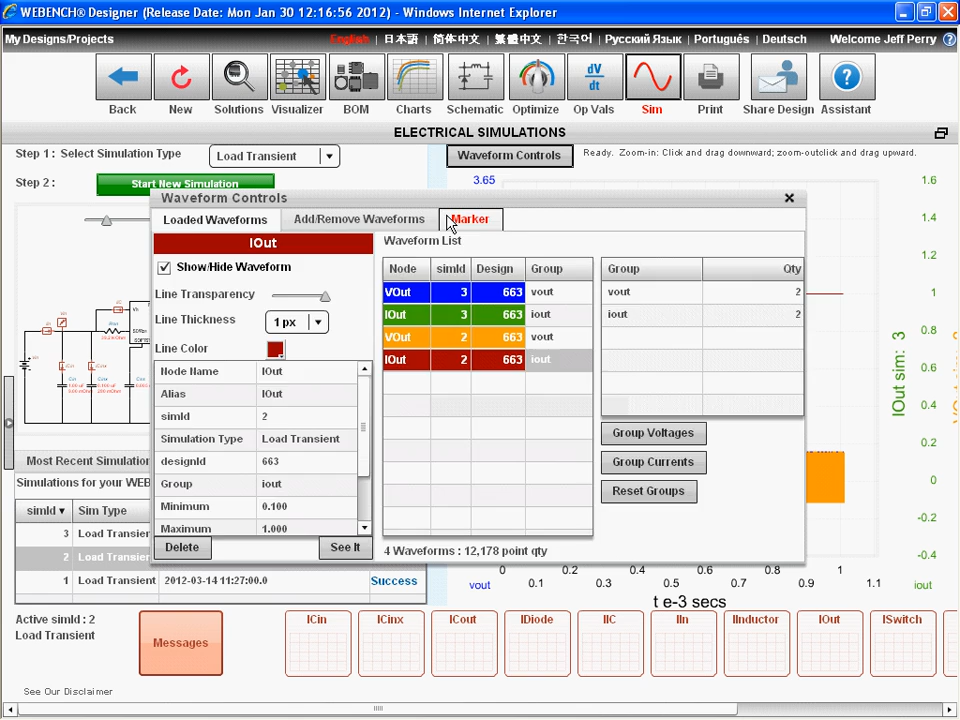 WEBENCH® Designer (Release Date: Mon Jan 30 12:16:56 2012) - Windows Internet Explorer
My Designs/Projects
English | 日本語 | 简体中文 | 繁體中文 | 한국어 | Русский Язык | Português | Deutsch
Welcome Jeff Perry
Back
New
Solutions
Visualizer
BOM
Charts
Schematic
Optimize
dV
dt
Op Vals
Sim
Print
Share Design
Assistant
ELECTRICAL SIMULATIONS
Step 1: Select Simulation Type
Load Transient
Waveform Controls
Ready. Zoom-in: Click and drag downward; zoom-outclick and drag upward.
Step 2:
Start New Simulation
3.65
1.6
1.4
1.2
1
0.8
0.6
0.4
0.2
0
-0.2
-0.4
IOut sim: 3
Waveform Controls
Loaded Waveforms
Add/Remove Waveforms
Marker
IOut
Show/Hide Waveform
Line Transparency
Line Thickness
1 px
Line Color
Node Name IOut
Alias IOut
simId 2
Simulation Type Load Transient
designId 663
Group iout
Minimum 0.100
Maximum 1.000
Delete
See It
Waveform List
Node simId Design Group
VOut 3 663 vout
IOut 3 663 iout
VOut 2 663 vout
IOut 2 663 iout
4 Waveforms : 12,178 point qty
Group Qty
vout 2
iout 2
Group Voltages
Group Currents
Reset Groups
Most Recent Simulation
Simulations for your WEB
simId Sim Type
3 Load Transien
2 Load Transien
1 Load Transient 2012-03-14 11:27:00.0 Success
0 0.2 0.4 0.6 0.8 1
0.1 0.3 0.5 0.7 0.9 1.1
vout
iout
t e-3 secs
Active simId : 2
Load Transient
Messages
ICin
ICinx
ICout
IDiode
IIC
IIn
IInductor
IOut
ISwitch
See Our Disclaimer